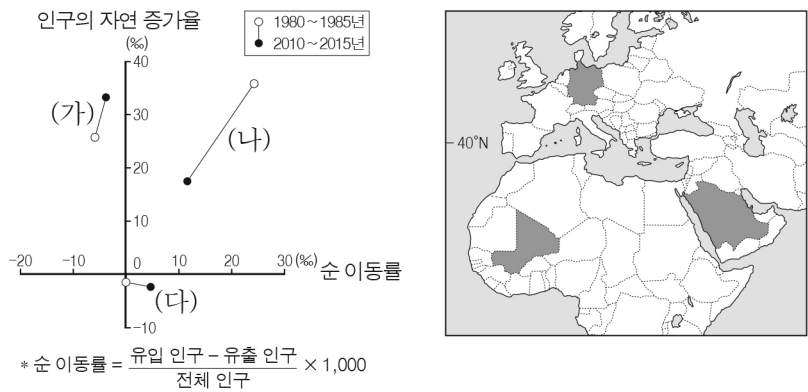 인구의 자연 증가율
(‰)
1980~1985년
2010~2015년
40
(가)
30
(나)
20
10
-20
-10
0
10
20
30
(‰)
순 이동률
(다)
-10
* 순 이동률 = 유입 인구 - 유출 인구 / 전체 인구 × 1,000
40°N